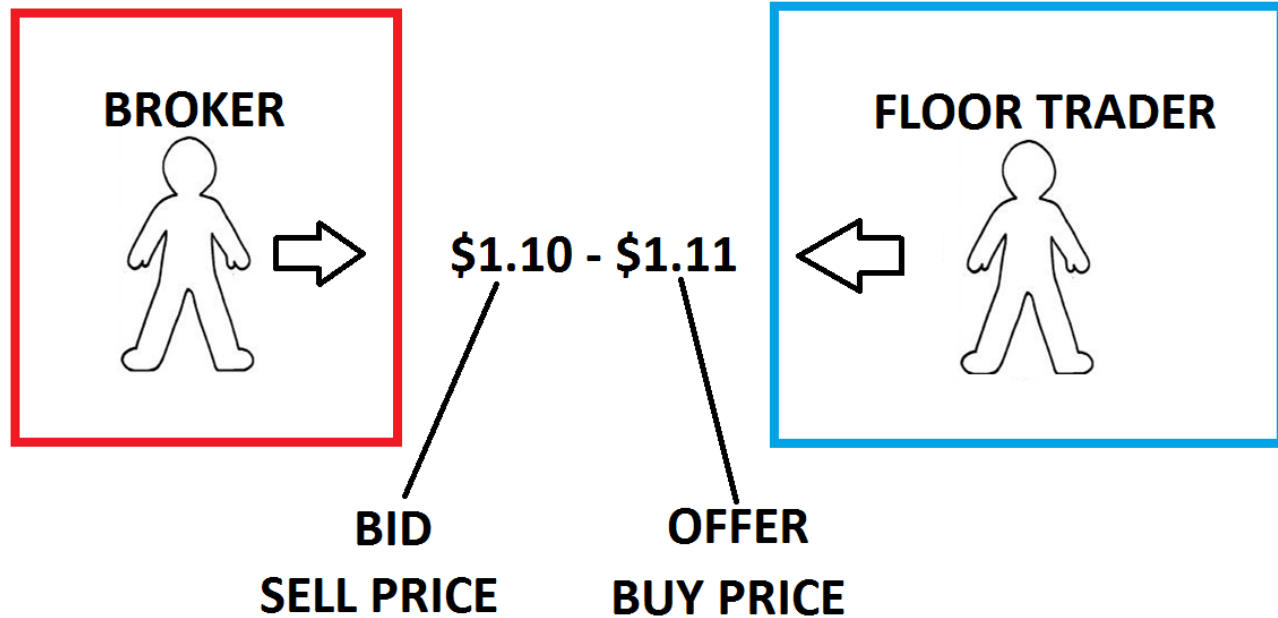 BROKER
FLOOR TRADER
$1.10 - $1.11
BID
SELL PRICE
OFFER
BUY PRICE